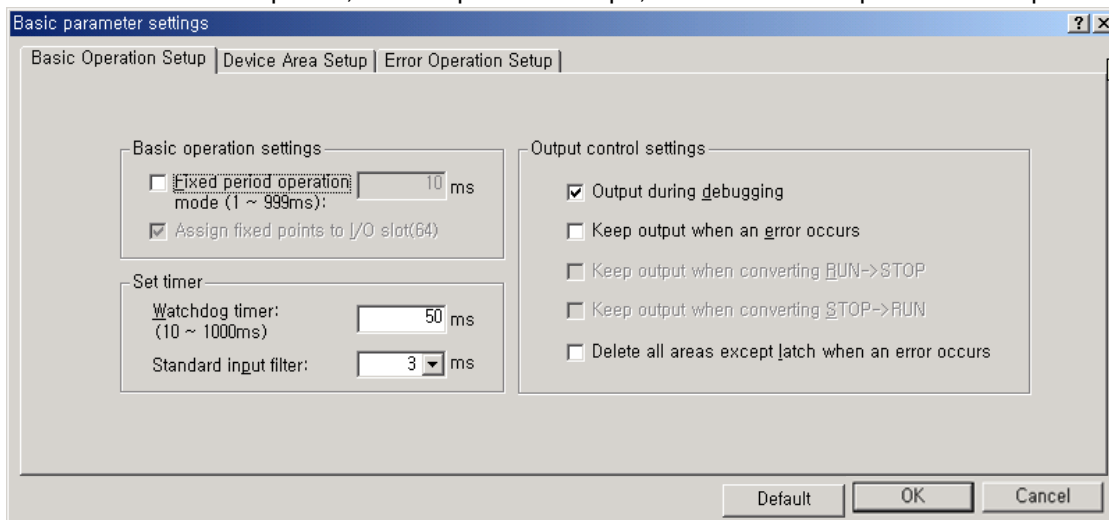 Basic parameter settings
Basic Operation Setup
Device Area Setup
Error Operation Setup
Basic operation settings
Fixed period operation
mode (1 ~ 999ms):
10 ms
Assign fixed points to I/O slot(64)
Set timer
Watchdog timer:
(10 ~ 1000ms)
50 ms
Standard input filter:
3 ms
Output control settings
Output during debugging
Keep output when an error occurs
Keep output when converting RUN->STOP
Keep output when converting STOP->RUN
Delete all areas except latch when an error occurs
Default
OK
Cancel